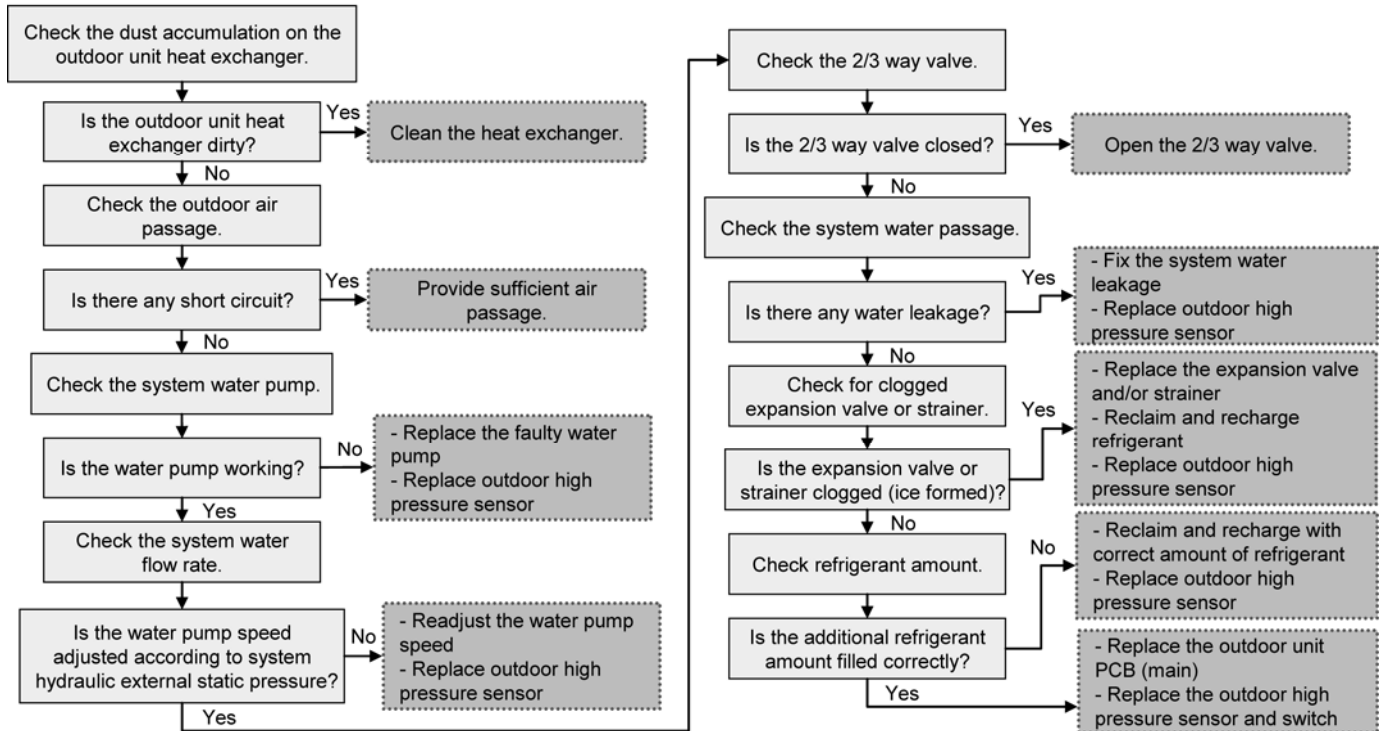 Check the dust accumulation on the
outdoor unit heat exchanger.
Is the outdoor unit heat
exchanger dirty?
Yes
Clean the heat exchanger.
No
Check the outdoor air
passage.
Is there any short circuit?
Yes
Provide sufficient air
passage.
No
Check the system water pump.
Is the water pump working?
No
- Replace the faulty water
pump
- Replace outdoor high
pressure sensor
Yes
Check the system water
flow rate.
Is the water pump speed
adjusted according to system
hydraulic external static pressure?
No
- Readjust the water pump
speed
- Replace outdoor high
pressure sensor
Yes
Check the 2/3 way valve.
Is the 2/3 way valve closed?
Yes
Open the 2/3 way valve.
No
Check the system water passage.
Is there any water leakage?
Yes
- Fix the system water
leakage
- Replace outdoor high
pressure sensor
No
Check for clogged
expansion valve or strainer.
Is the expansion valve or
strainer clogged (ice formed)?
Yes
- Replace the expansion valve
and/or strainer
- Reclaim and recharge
refrigerant
- Replace outdoor high
pressure sensor
No
Check refrigerant amount.
Is the additional refrigerant
amount filled correctly?
No
- Reclaim and recharge with
correct amount of refrigerant
- Replace outdoor high
pressure sensor
Yes
- Replace the outdoor unit
PCB (main)
- Replace the outdoor high
pressure sensor and switch